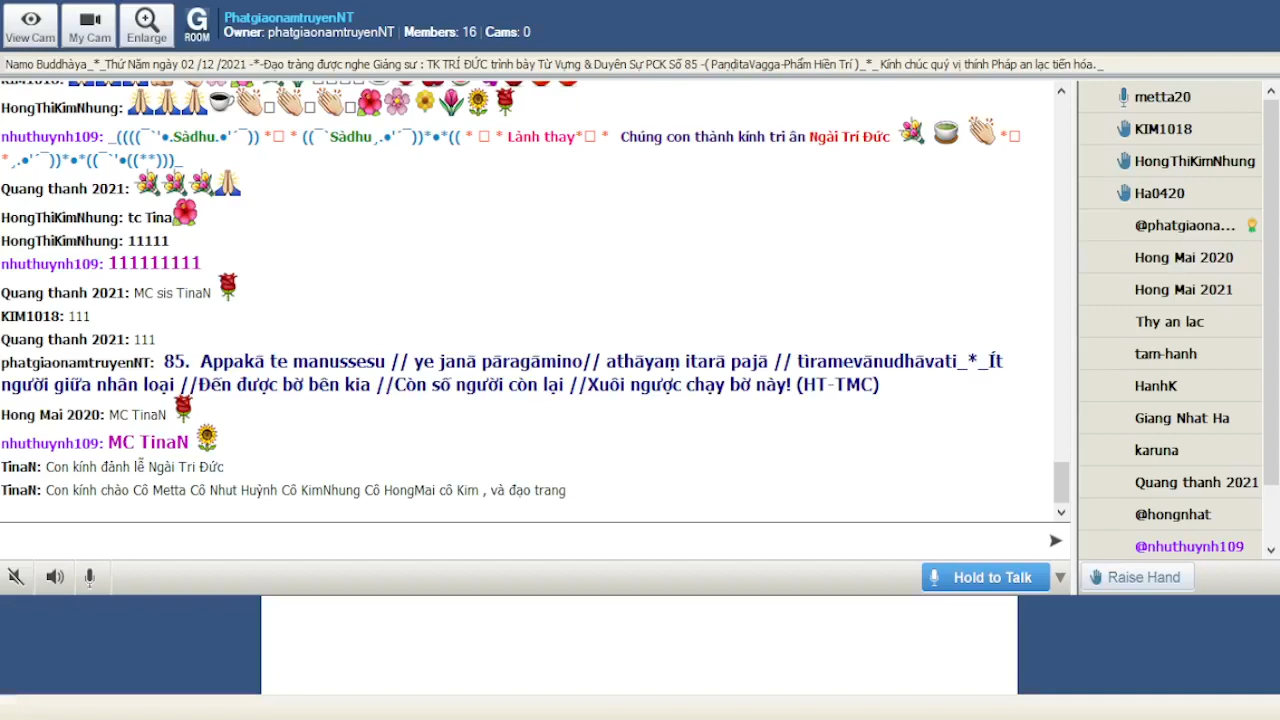 View Cam
My Cam
Enlarge
G
ROOM
PhatgiaonamtruyenNT
Owner: phatgiaonamtruyenNT | Members: 16 | Cams: 0
Namo Buddhàya_*_Thứ Năm ngày 02 /12 /2021 -*-Đạo tràng được nghe Giảng sư : TK TRÍ ĐỨC trình bày Từ Vựng & Duyên Sự PCK Số 85 -( PaṇḍitaVagga-Phẩm Hiền Trí )_*_ Kính chúc quý vị thính Pháp an lạc tiến hóa._
HongThiKimNhung:
nhuthuynh109: _((((¯`'•.Sàdhu.•'´¯)) *□ * ((¯`Sàdhu¸.•'´¯))*•*(( * □ * Lành thay*□ * Chúng con thành kính tri ân Ngài Trí Đức *□
*¸.•'´¯))*•*((¯`'•((**)))_
Quang thanh 2021:
HongThiKimNhung: tc Tina
HongThiKimNhung: 11111
nhuthuynh109: 111111111
Quang thanh 2021: MC sis TinaN
KIM1018: 111
Quang thanh 2021: 111
phatgiaonamtruyenNT: 85. Appakā te manussesu // ye janā pāragāmino// athāyaṃ itarā pajā // tìramevānudhāvati_*_Ít
người giữa nhân loại //Đến được bờ bên kia //Còn số người còn lại //Xuôi ngược chạy bờ này! (HT-TMC)
Hong Mai 2020: MC TinaN
nhuthuynh109: MC TinaN
TinaN: Con kính đảnh lễ Ngài Tri Đức
TinaN: Con kính chào Cô Metta Cô Nhut Huỳnh Cô KimNhung Cô HongMai cô Kim , và đạo trang
Hold to Talk
metta20
KIM1018
HongThiKimNhung
Ha0420
@phatgiaona...
Hong Mai 2020
Hong Mai 2021
Thy an lac
tam-hanh
HanhK
Giang Nhat Ha
karuna
Quang thanh 2021
@hongnhat
@nhuthuynh109
Raise Hand